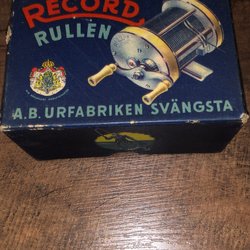 RECORD
RULLEN
A.B. URFABRIKEN SVÄNGSTA